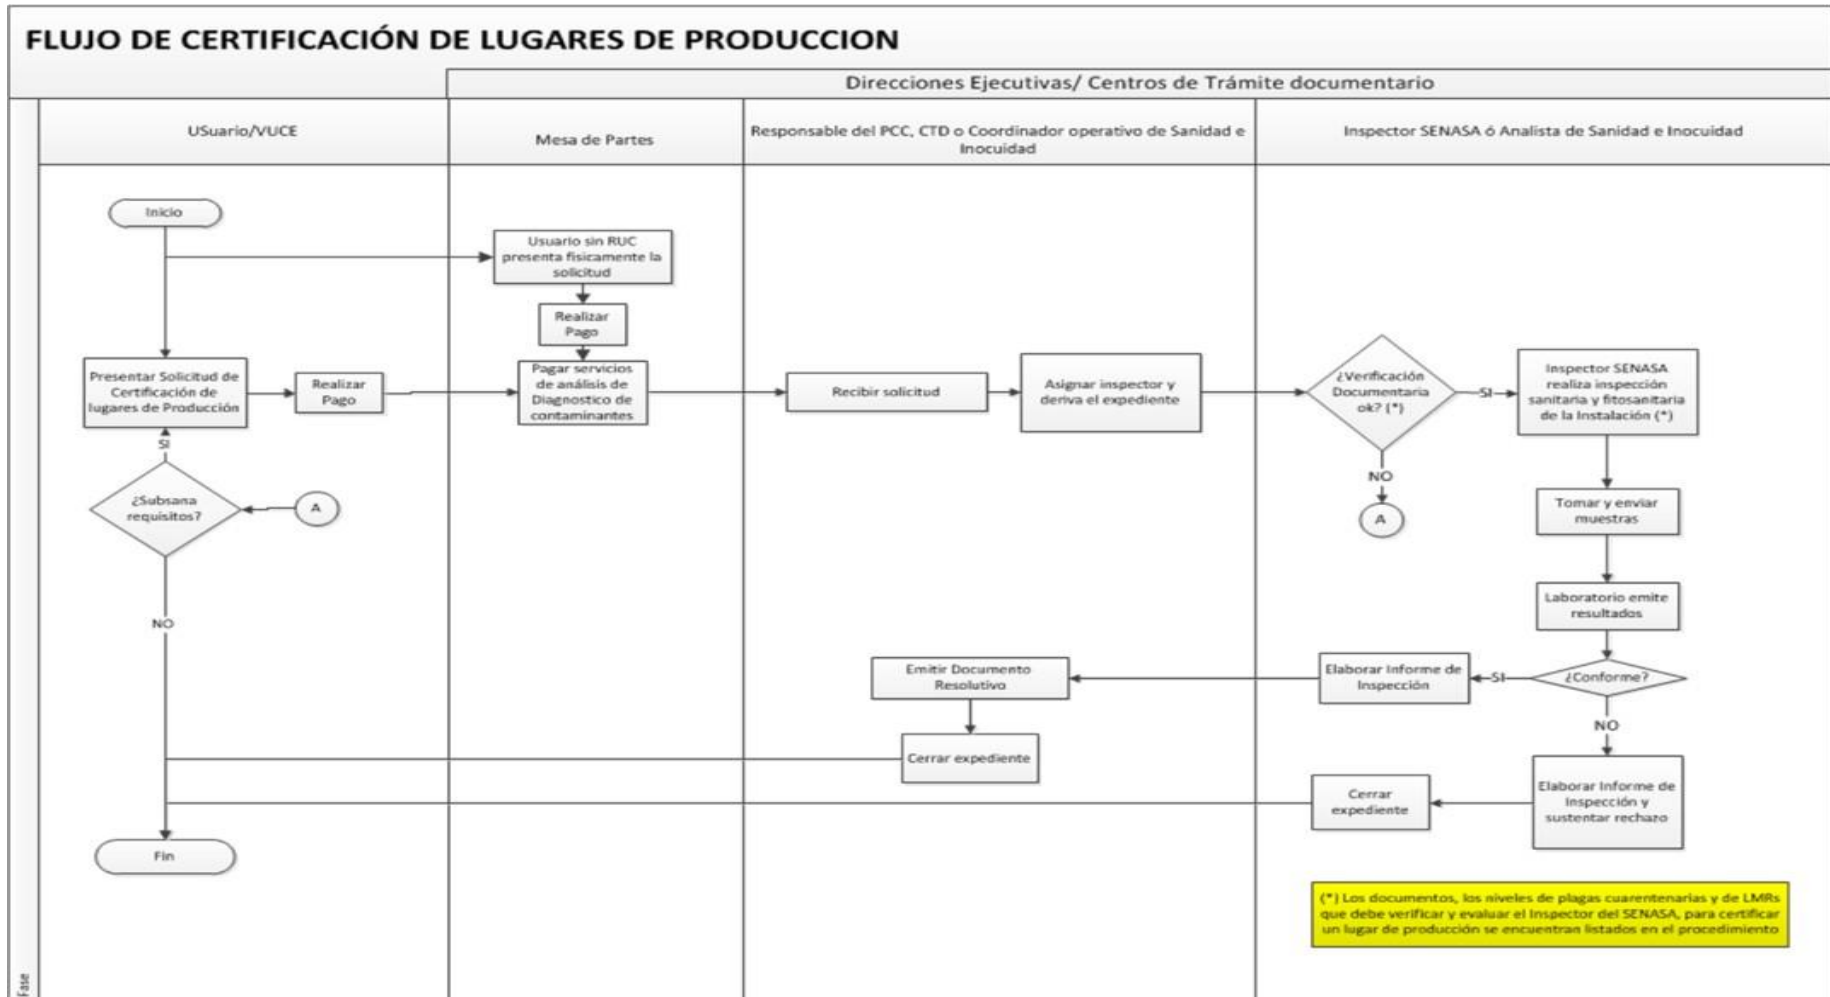 FLUJO DE CERTIFICACIÓN DE LUGARES DE PRODUCCION
Direcciones Ejecutivas/ Centros de Trámite documentario
USuario/VUCE
Mesa de Partes
Responsable del PCC, CTD o Coordinador operativo de Sanidad e
Inocuidad
Inspector SENASA ó Analista de Sanidad e Inocuidad
Inicio
Usuario sin RUC
presenta fisicamente la
solicitud
Realizar
Pago
Presentar Solicitud de
Certificación de
lugares de Producción
Realizar
Pago
Pagar servicios
de análisis de
Diagnostico de
contaminantes
Recibir solicitud
Asignar inspector y
deriva el expediente
¿Verificación
Documentaria
ok? (*)
SI
Inspector SENASA
realiza inspección
sanitaria y fitosanitaria
de la Instalación (*)
SI
NO
A
¿Subsana
requisitos?
A
Tomar y enviar
muestras
Laboratorio emite
resultados
NO
Emitir Documento
Resolutivo
Elaborar Informe de
Inspección
SI
¿Conforme?
NO
Cerrar expediente
Cerrar
expediente
Elaborar Informe de
Inspección y
sustentar rechazo
Fin
(*) Los documentos, los niveles de plagas cuarentenarias y de LMRs
que debe verificar y evaluar el Inspector del SENASA, para certificar
un lugar de producción se encuentran listados en el procedimiento
Fase